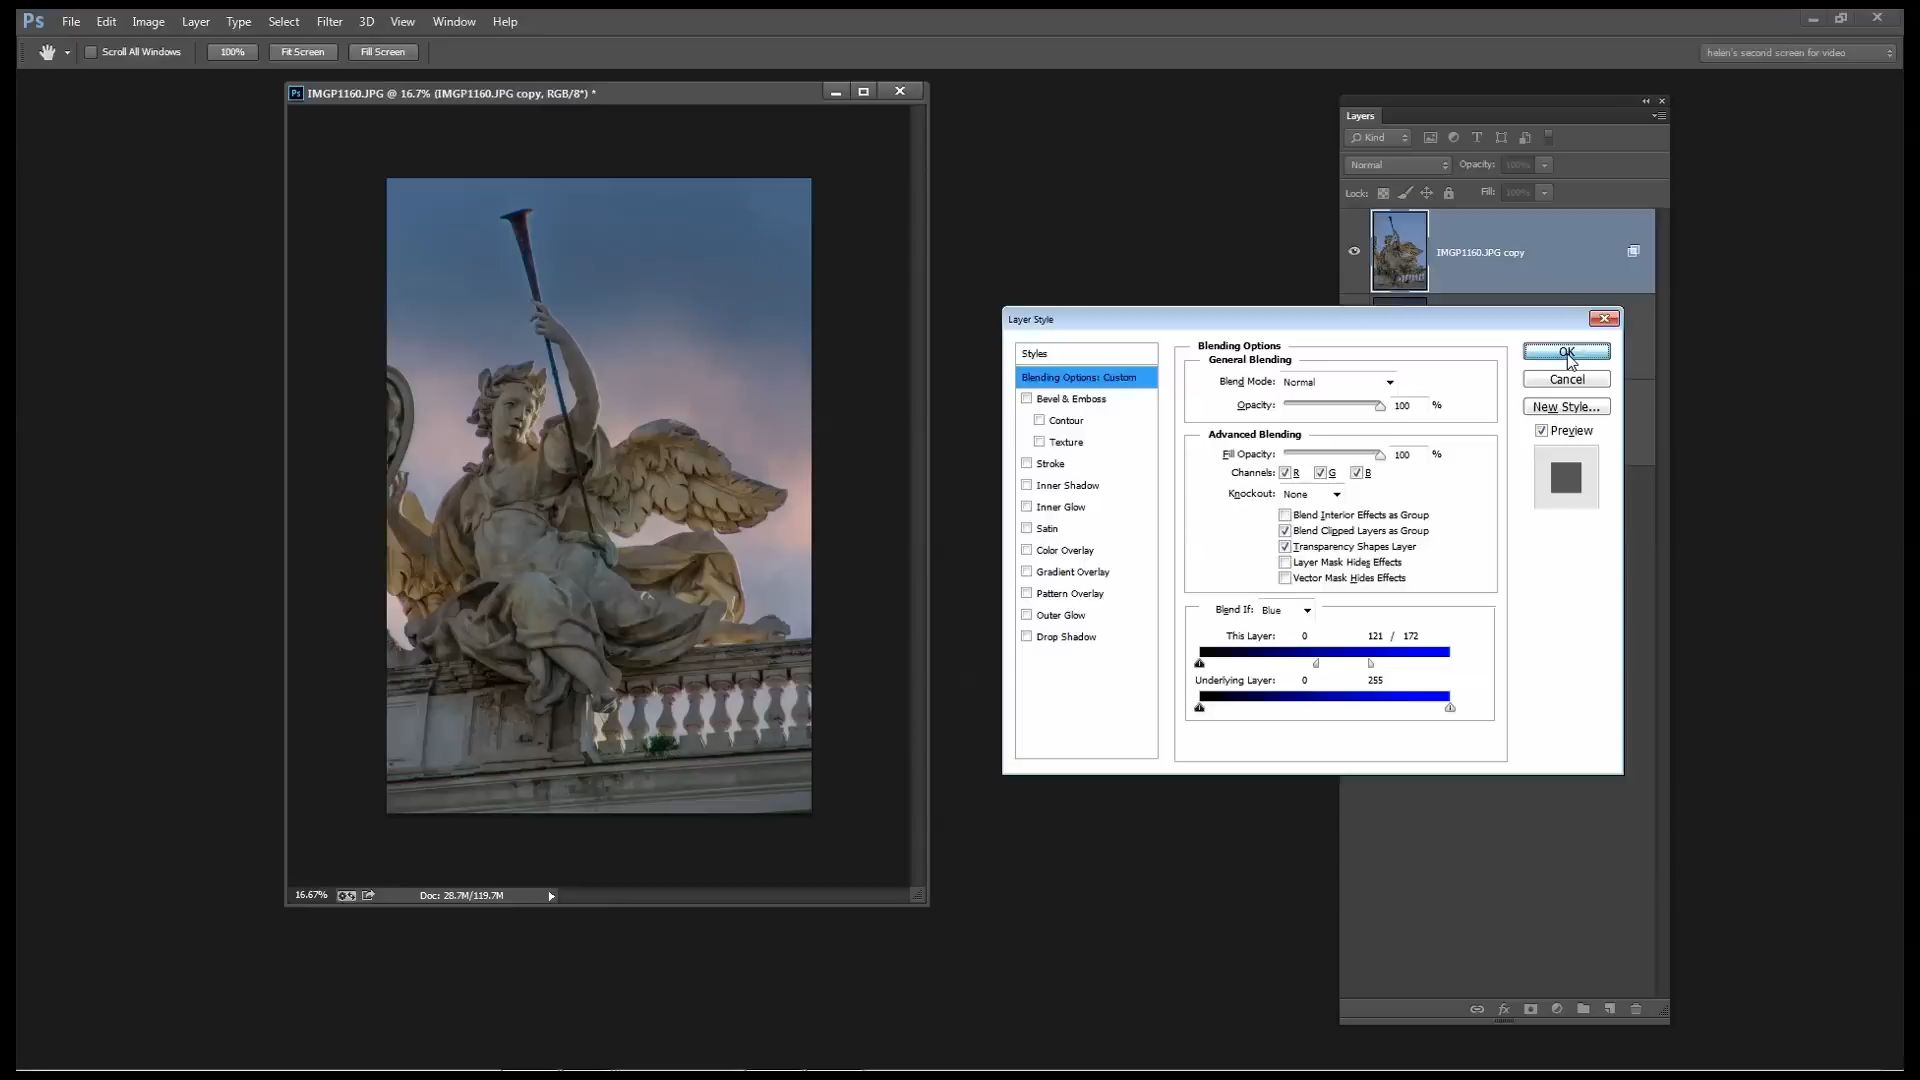 Ps File Edit Image Layer Type Select Filter 3D View Window Help
Scroll All Windows 100% Fit Screen Fill Screen helen's second screen for video
Ps IMGP1160.JPG @ 16.7% (IMGP1160.JPG copy, RGB/8*) *
16.67% Doc: 28.7M/119.7M
Layers
Kind
Normal Opacity: 100%
Lock: Fill: 100%
IMGP1160.JPG copy
fx
Layer Style
Styles
Blending Options: Custom
Bevel & Emboss
Contour
Texture
Stroke
Inner Shadow
Inner Glow
Satin
Color Overlay
Gradient Overlay
Pattern Overlay
Outer Glow
Drop Shadow
Blending Options
General Blending
Blend Mode: Normal
Opacity: 100 %
Advanced Blending
Fill Opacity: 100 %
Channels: R G B
Knockout: None
Blend Interior Effects as Group
Blend Clipped Layers as Group
Transparency Shapes Layer
Layer Mask Hides Effects
Vector Mask Hides Effects
Blend If: Blue
This Layer: 0 121 / 172
Underlying Layer: 0 255
OK
Cancel
New Style...
Preview